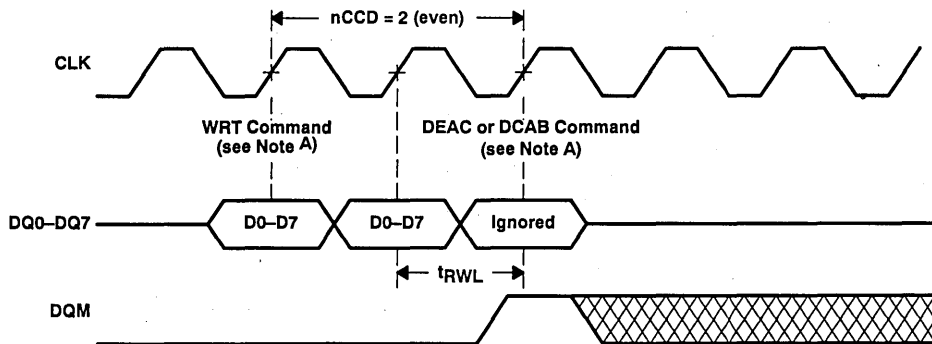 nCCD = 2 (even)
CLK
WRT Command
(see Note A)
DEAC or DCAB Command
(see Note A)
DQ0–DQ7
D0–D7
D0–D7
Ignored
tRWL
DQM